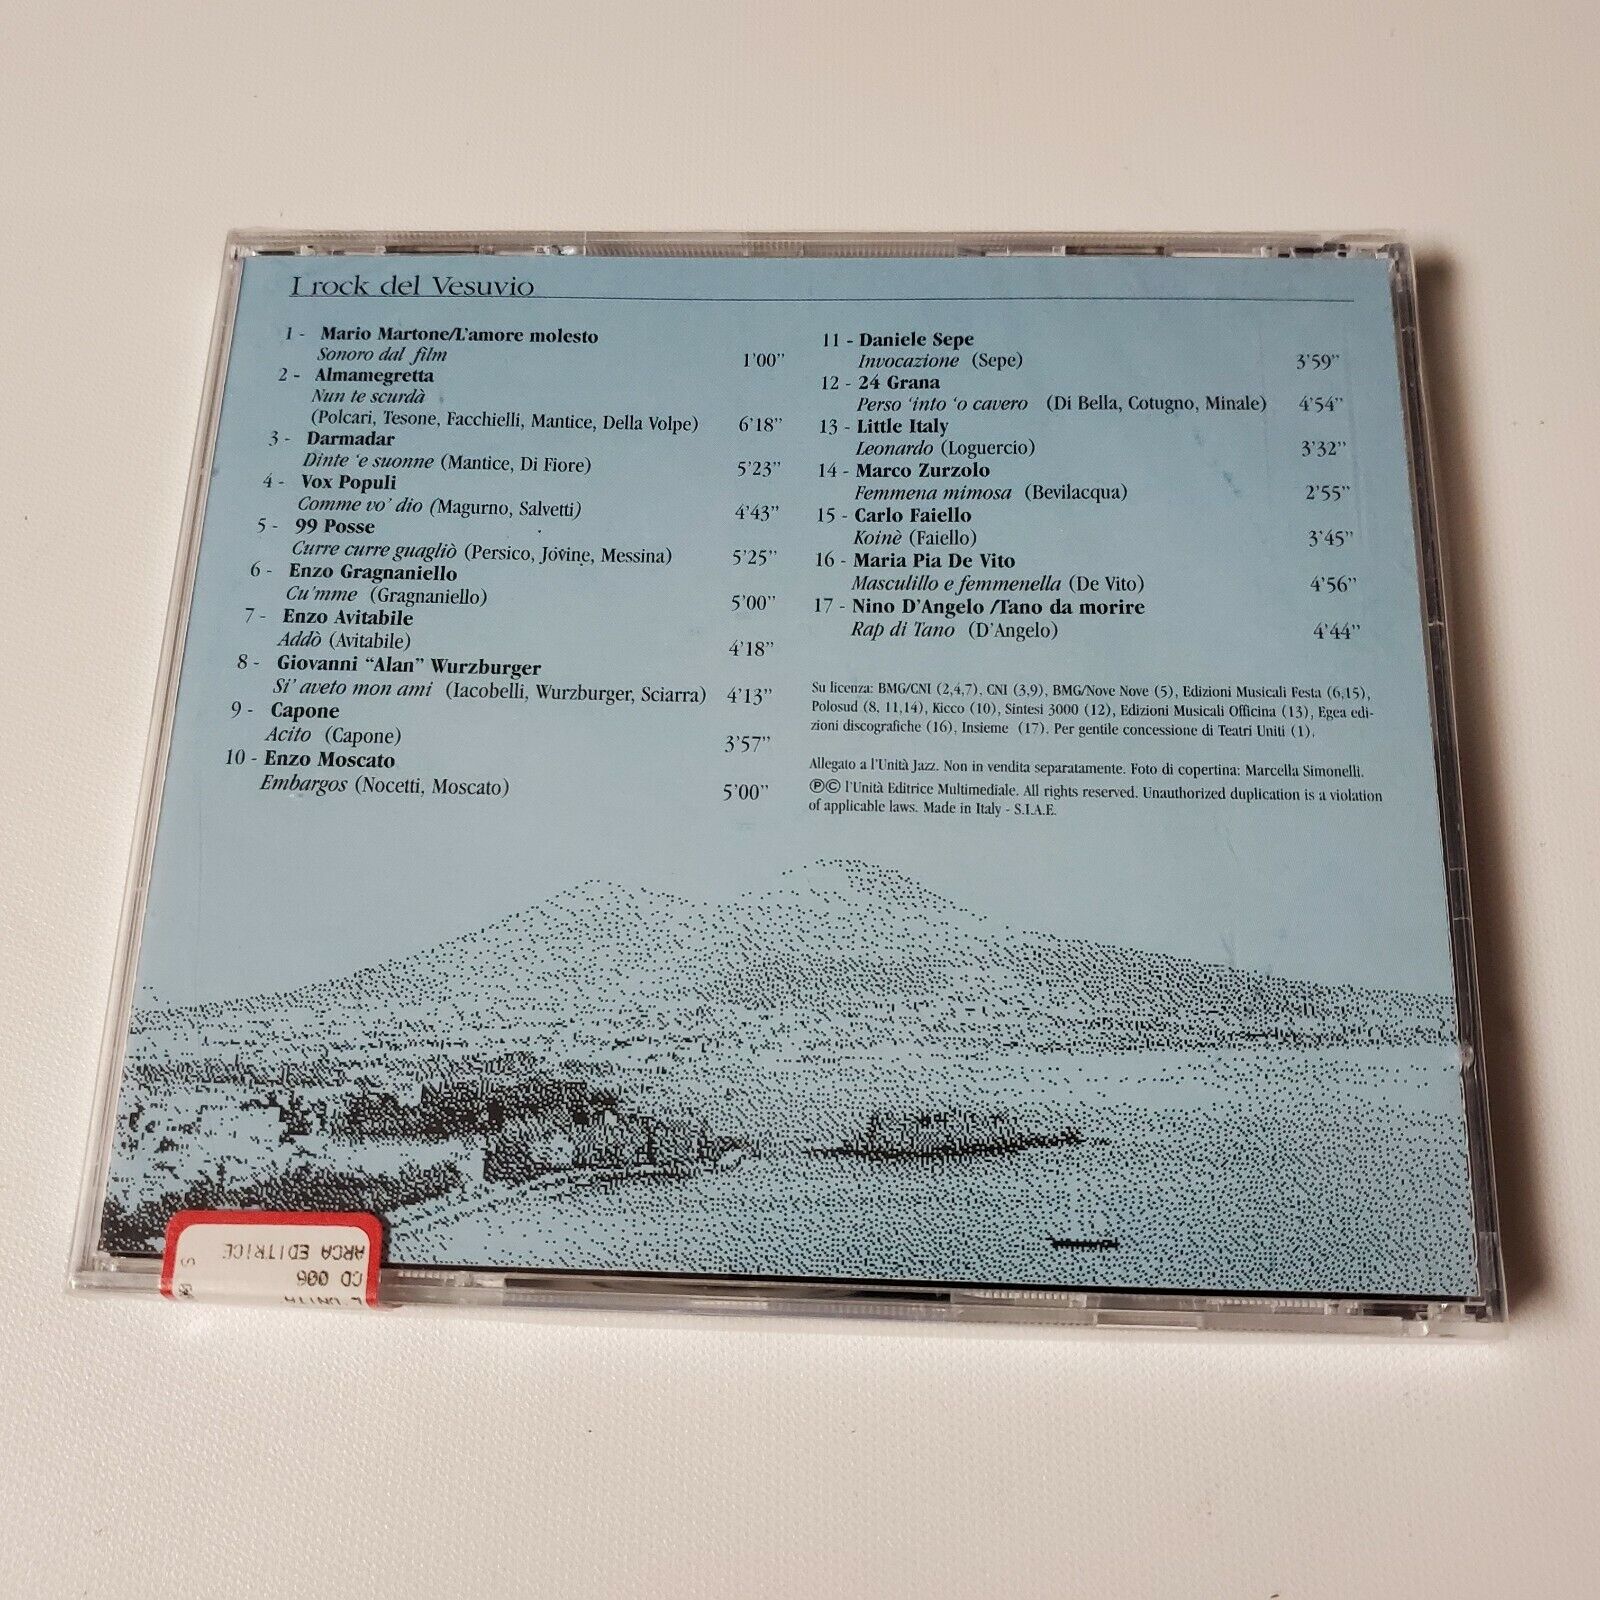 I rock del Vesuvio
1 - Mario Martone/L'amore molesto
Sonoro dal film 1'00"
2 - Almamegretta
Nun te scurdà
(Polcari, Tesone, Facchielli, Mantice, Della Volpe) 6'18"
3 - Darmadar
Dinte 'e suonne (Mantice, Di Fiore) 5'23"
4 - Vox Populi
Comme vo' dio (Magurno, Salvetti) 4'43"
5 - 99 Posse
Curre curre guagliò (Persico, Jovine, Messina) 5'25"
6 - Enzo Gragnaniello
Cu'mme (Gragnaniello) 5'00"
7 - Enzo Avitabile
Addò (Avitabile) 4'18"
8 - Giovanni "Alan" Wurzburger
Si' aveto mon ami (Iacobelli, Wurzburger, Sciarra) 4'13"
9 - Capone
Acito (Capone) 3'57"
10 - Enzo Moscato
Embargos (Nocetti, Moscato) 5'00"
11 - Daniele Sepe
Invocazione (Sepe) 3'59"
12 - 24 Grana
Perso 'into 'o cavero (Di Bella, Cotugno, Minale) 4'54"
13 - Little Italy
Leonardo (Loguercio) 3'32"
14 - Marco Zurzolo
Femmena mimosa (Bevilacqua) 2'55"
15 - Carlo Faiello
Koinè (Faiello) 3'45"
16 - Maria Pia De Vito
Masculillo e femmenella (De Vito) 4'56"
17 - Nino D'Angelo /Tano da morire
Rap di Tano (D'Angelo) 4'44"
Su licenza: BMG/CNI (2,4,7), CNI (3,9), BMG/Nove Nove (5), Edizioni Musicali Festa (6,15),
Polosud (8, 11,14), Kicco (10), Sintesi 3000 (12), Edizioni Musicali Officina (13), Egea edi-
zioni discografiche (16), Insieme (17). Per gentile concessione di Teatri Uniti (1).
Allegato a l'Unità Jazz. Non in vendita separatamente. Foto di copertina: Marcella Simonelli.
℗© l'Unità Editrice Multimediale. All rights reserved. Unauthorized duplication is a violation
of applicable laws. Made in Italy - S.I.A.E.
L'UNITA
CD 006
ARCA EDITRICE